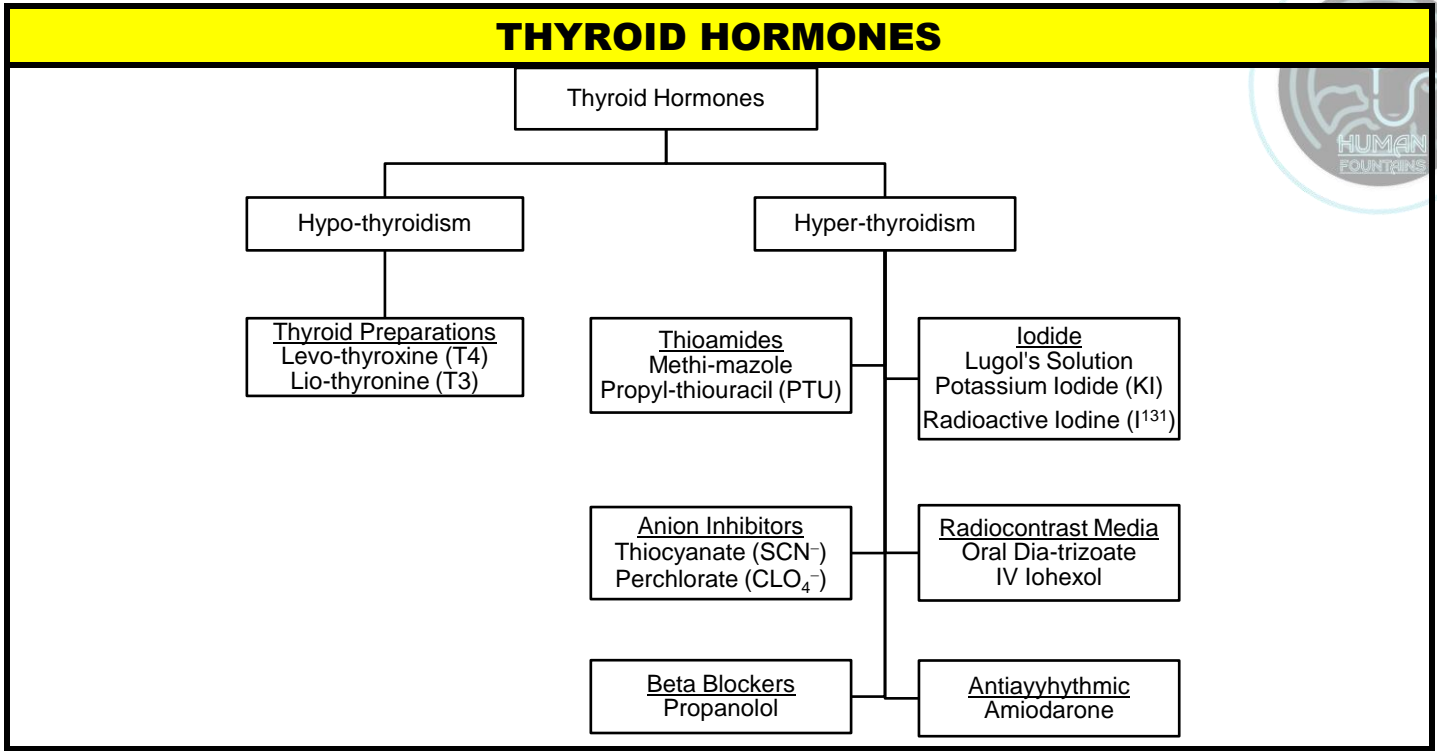 THYROID HORMONES
Thyroid Hormones
HUMAN
FOUNTAINS
Hypo-thyroidism
Hyper-thyroidism
Thyroid Preparations
Levo-thyroxine (T4)
Lio-thyronine (T3)
Thioamides
Methi-mazole
Propyl-thiouracil (PTU)
Iodide
Lugol's Solution
Potassium Iodide (KI)
Radioactive Iodine (I¹³¹)
Anion Inhibitors
Thiocyanate (SCN⁻)
Perchlorate (CLO₄⁻)
Radiocontrast Media
Oral Dia-trizoate
IV Iohexol
Beta Blockers
Propanolol
Antiayyhythmic
Amiodarone